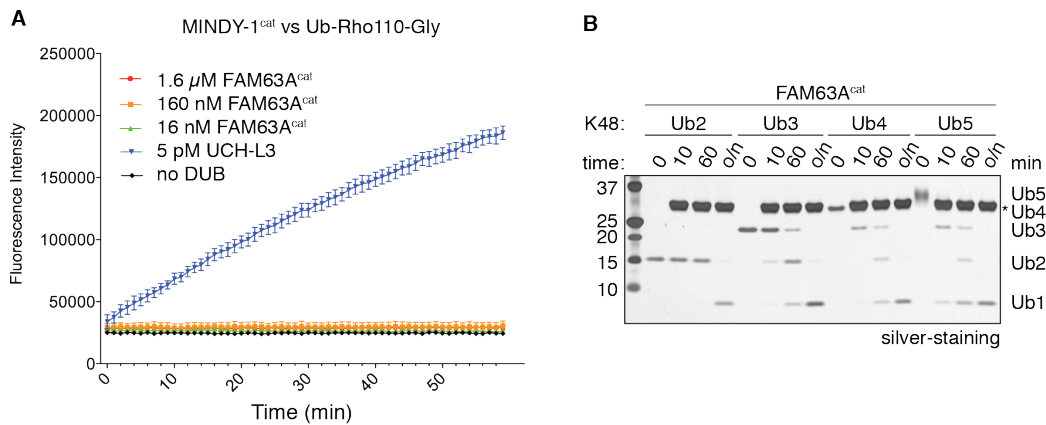 A
MINDY-1cat vs Ub-Rho110-Gly
Fluorescence Intensity
250000
200000
150000
100000
50000
0
1.6 µM FAM63Acat
160 nM FAM63Acat
16 nM FAM63Acat
5 pM UCH-L3
no DUB
0 10 20 30 40 50
Time (min)
B
FAM63Acat
K48: Ub2 Ub3 Ub4 Ub5
time: 0 10 60 o/n 0 10 60 o/n 0 10 60 o/n 0 10 60 o/n min
37
25
20
15
10
Ub5
* Ub4
Ub3
Ub2
Ub1
silver-staining